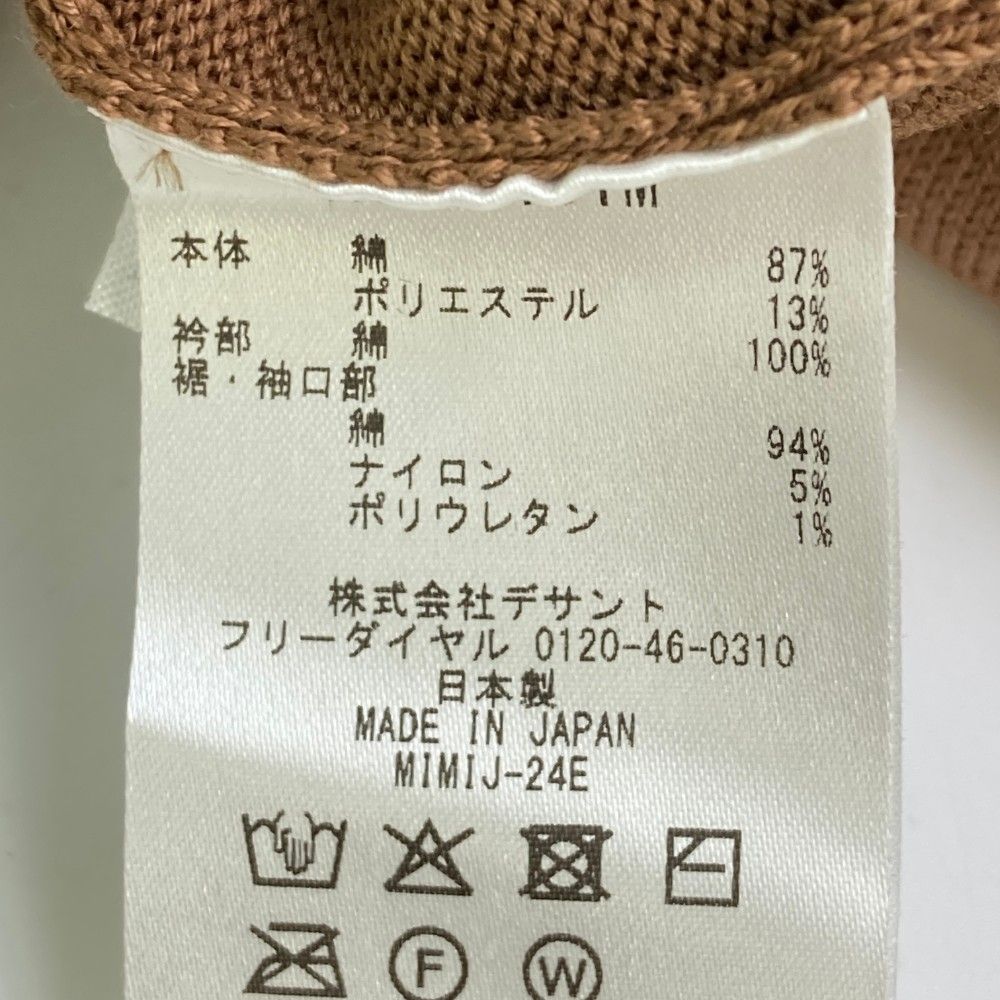 本体 綿 87%
ポリエステル 13%
衿部 綿 100%
裾・袖口部
綿 94%
ナイロン 5%
ポリウレタン 1%
株式会社デサント
フリーダイヤル 0120-46-0310
日本製
MADE IN JAPAN
MIMIJ-24E
F W